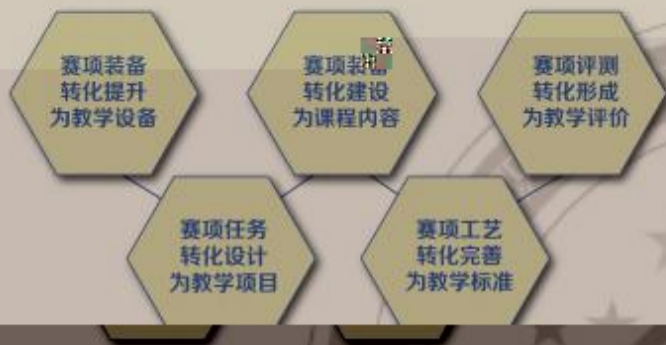 赛项装备
转化提升
为教学设备
赛项装
转化建设
为课程内容
赛项评测
转化形成
为教学评价
赛项任务
转化设计
为教学项目
赛项工艺
转化完善
为教学标准